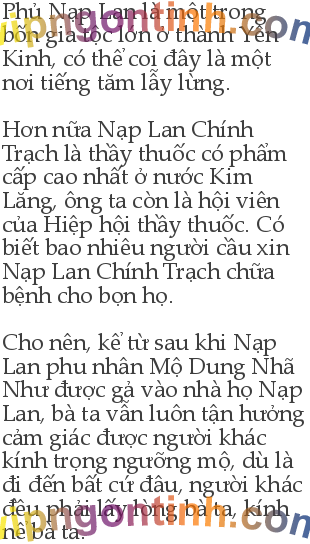 Phủ Nạp Lan là một trong
bốn gia tộc lớn ở thành Yên
Kinh, có thể coi đây là một
nơi tiếng tăm lẫy lừng.
Hơn nữa Nạp Lan Chính
Trạch là thầy thuốc có phẩm
cấp cao nhất ở nước Kim
Lăng, ông ta còn là hội viên
của Hiệp hội thầy thuốc. Có
biết bao nhiêu người cầu xin
Nạp Lan Chính Trạch chữa
bệnh cho bọn họ.
Cho nên, kể từ sau khi Nạp
Lan phu nhân Mộ Dung Nhã
Như được gả vào nhà họ Nạp
Lan, bà ta vẫn luôn tận hưởng
cảm giác được người khác
kính trọng ngưỡng mộ, dù là
đi đến bất cứ đâu, người khác
đều phải lấy lòng bà ta, kính
nể bà ta.
vipngontinh.com
vipngontinh.com